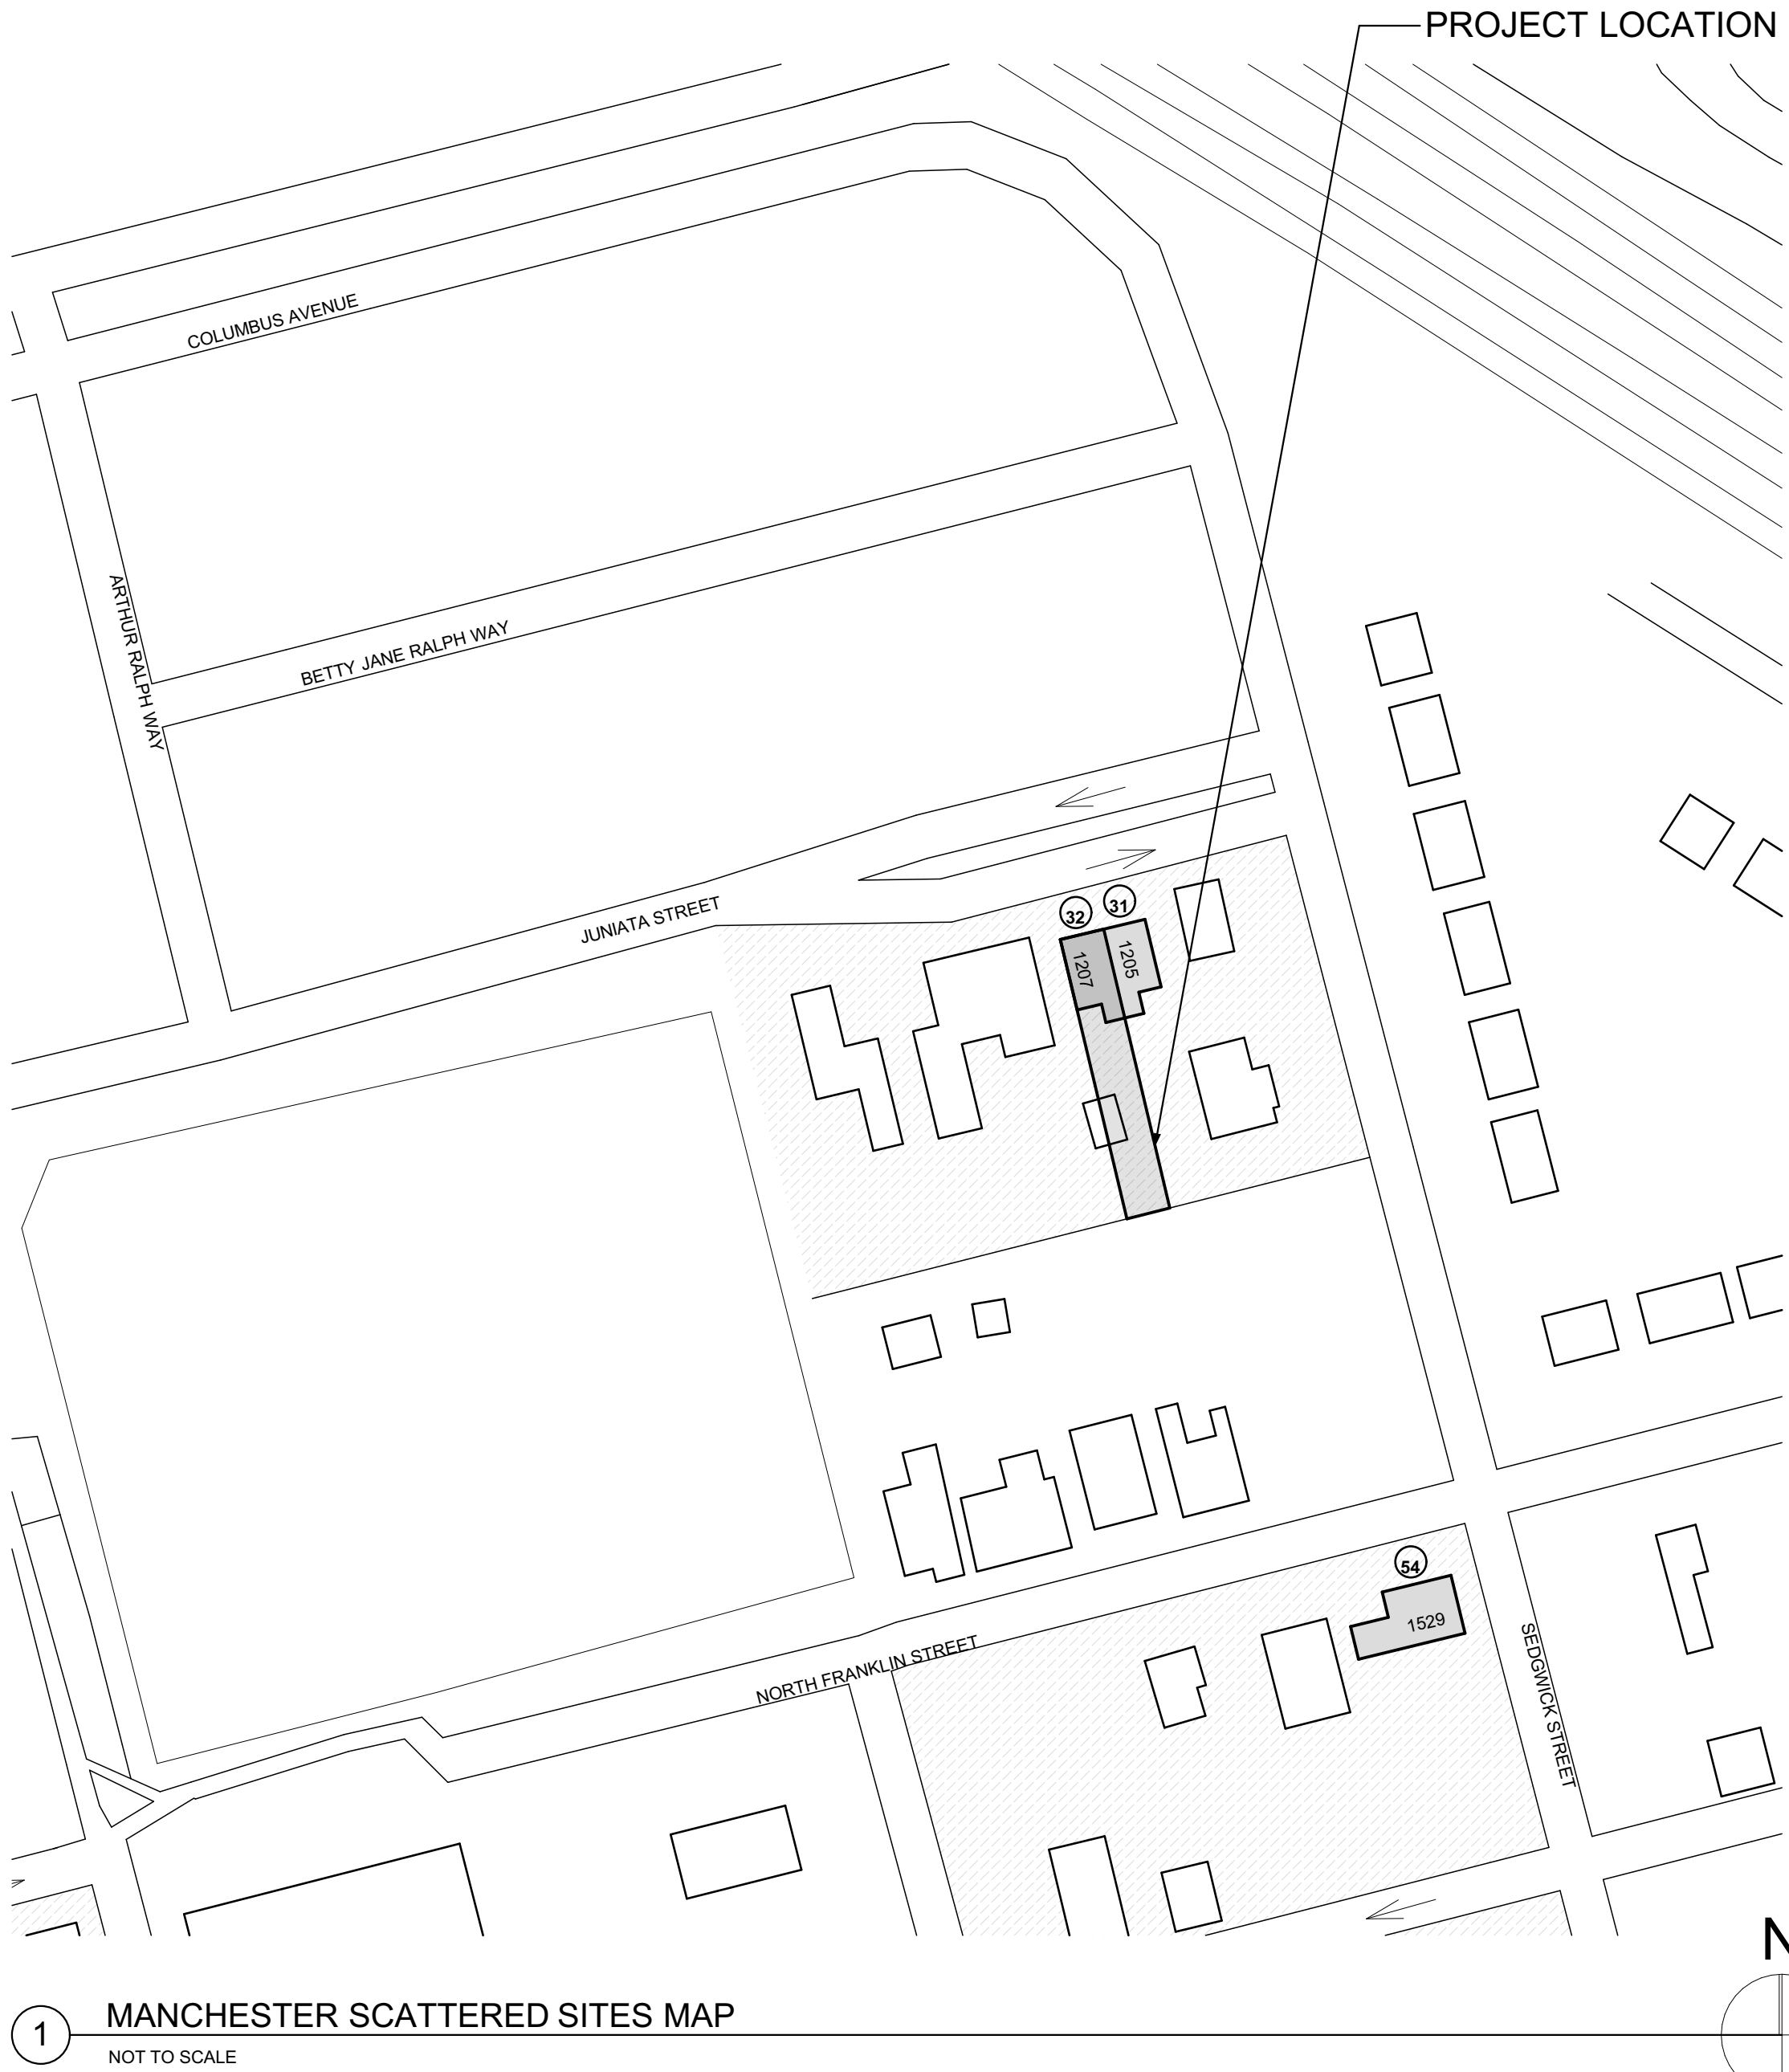 PROJECT LOCATION
COLUMBUS AVENUE
ARTHUR RALPH WAY
BETTY JANE RALPH WAY
JUNIATA STREET
32
31
1207
1205
54
1529
NORTH FRANKLIN STREET
SEDGWICK STREET
N
1
MANCHESTER SCATTERED SITES MAP
NOT TO SCALE